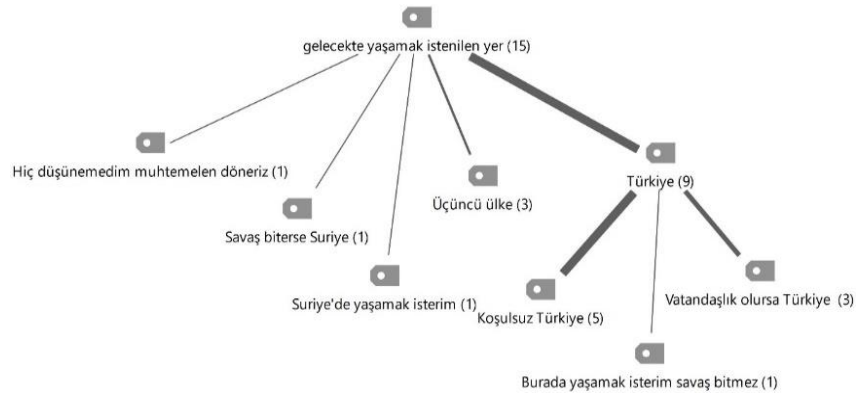 gelecekte yaşamak istenilen yer (15)
Hiç düşünemedim muhtemelen döneriz (1)
Türkiye (9)
Üçüncü ülke (3)
Savaş biterse Suriye (1)
Suriye'de yaşamak isterim (1)
Vatandaşlık olursa Türkiye (3)
Koşulsuz Türkiye (5)
Burada yaşamak isterim savaş bitmez (1)